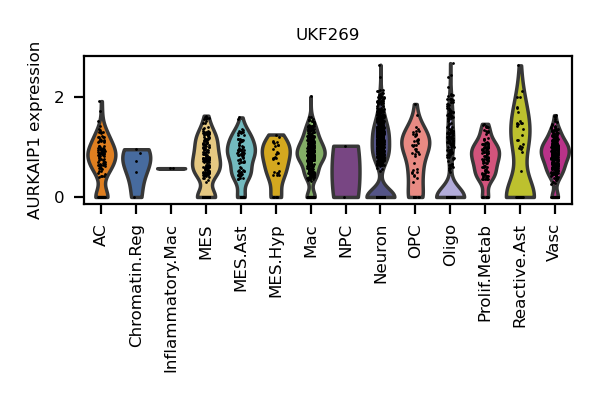 UKF269
AURKAIP1 expression
2
0
AC
Chromatin.Reg
Inflammatory.Mac
MES
MES.Ast
MES.Hyp
Mac
NPC
Neuron
OPC
Oligo
Prolif.Metab
Reactive.Ast
Vasc